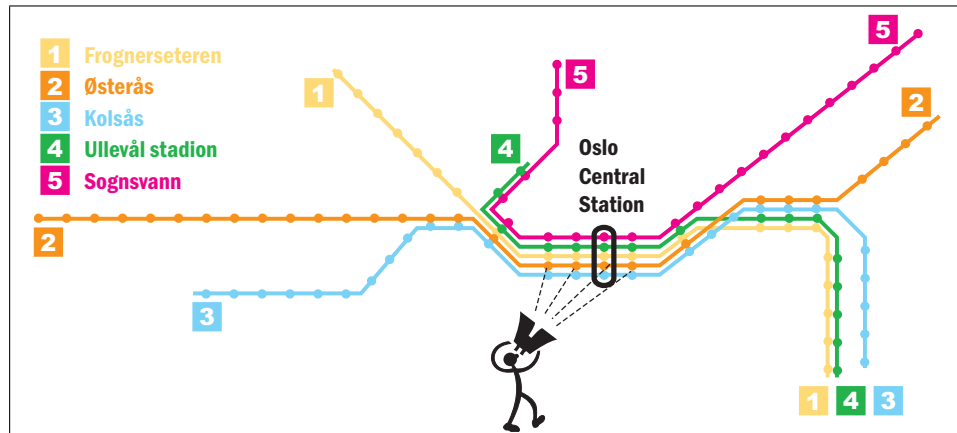 1 Frognerseteren
2 Østerås
3 Kolsås
4 Ullevål stadion
5 Sognsvann
1
5
4
5
2
Oslo
Central
Station
2
3
1 4 3